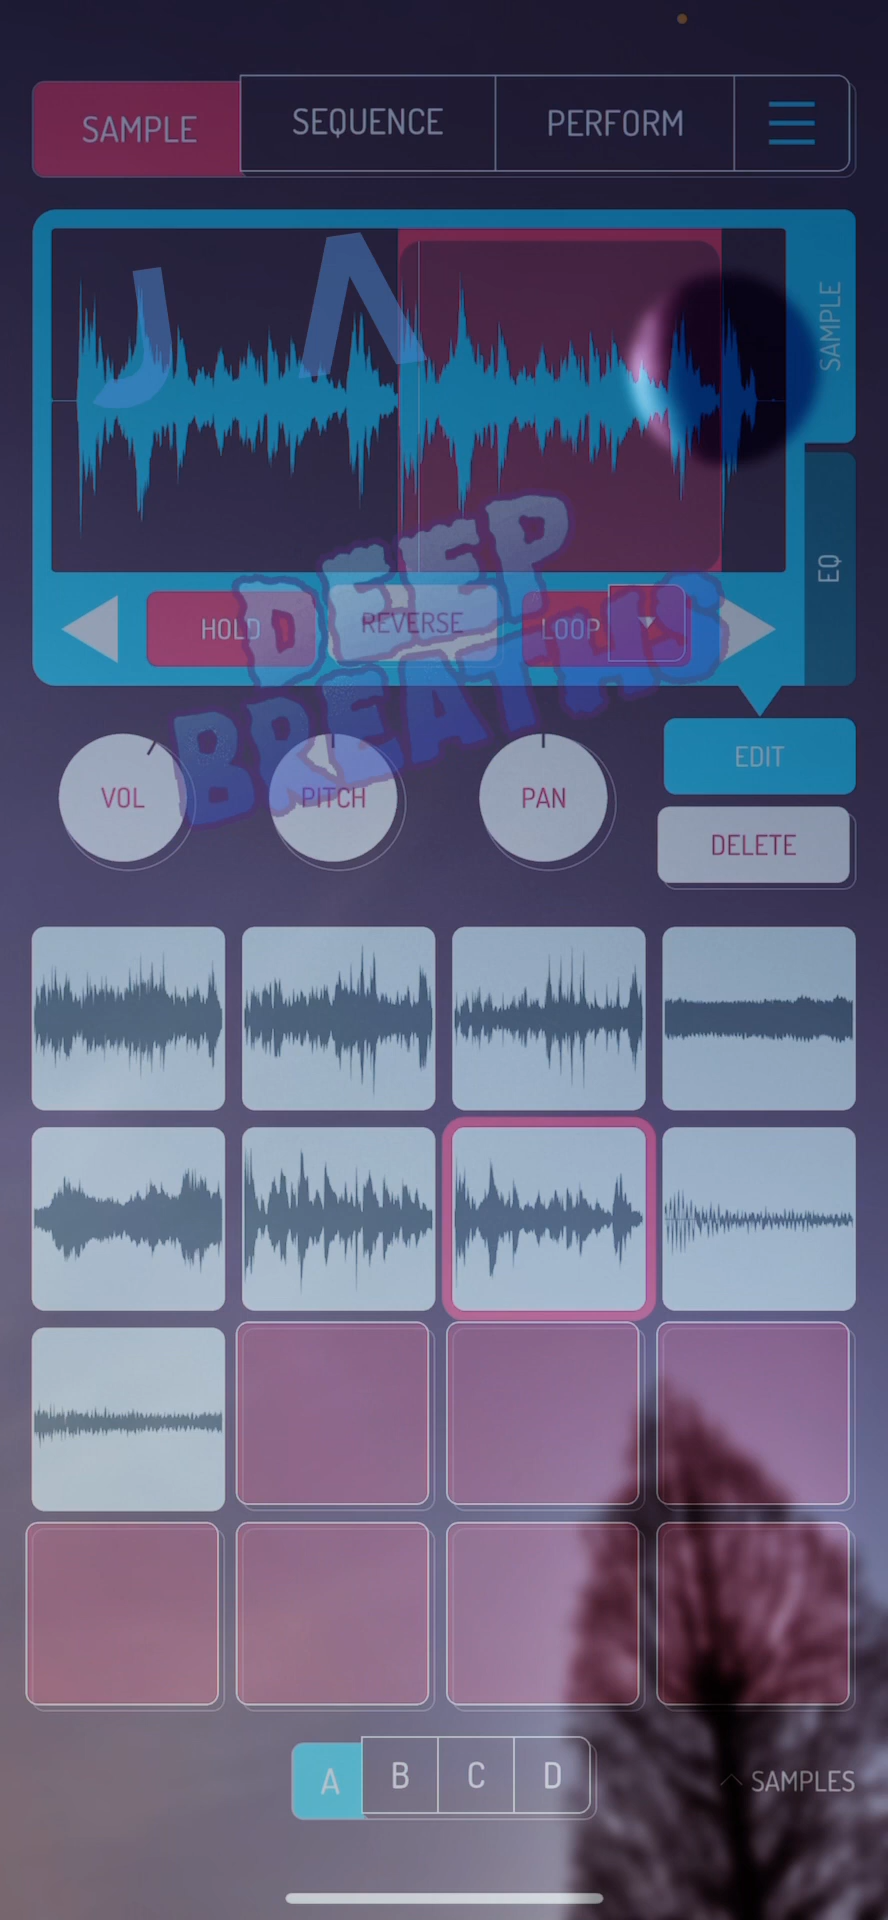 SAMPLE SEQUENCE PERFORM
J Λ
SAMPLE
EQ
DEEP
BREATHS
HOLD REVERSE LOOP
VOL PITCH PAN
EDIT
DELETE
A B C D
SAMPLES